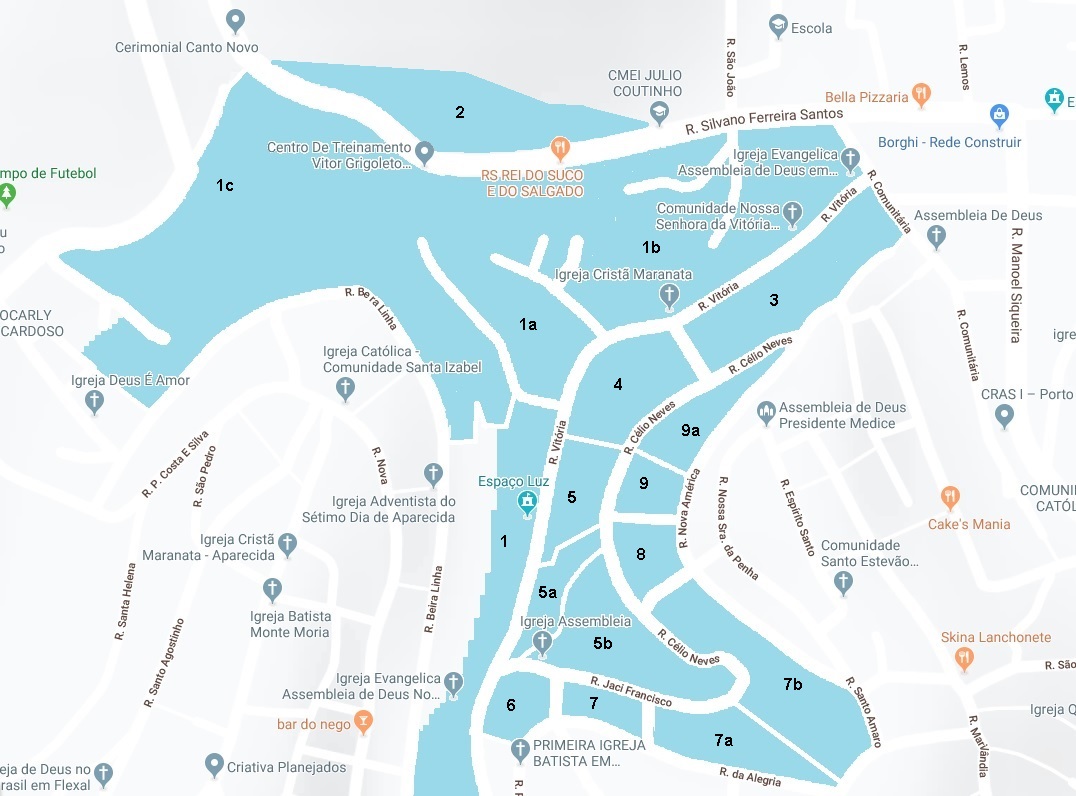 Escola
Cerimonial Canto Novo
R. São João
R. Lemos
CMEI JULIO
COUTINHO
Bella Pizzaria
E
2
R. Silvano Ferreira Santos
Borghi - Rede Construir
Centro De Treinamento
Vitor Grigoleto...
RS REI DO SUCO
E DO SALGADO
Igreja Evangelica
Assembleia de Deus em...
mpo de Futebol
1c
R. Vitória
R. Comunitária
Comunidade Nossa
Senhora da Vitória...
Assembleia De Deus
u
o
1b
R. Manoel Siqueira
Igreja Cristã Maranata
R. Vitória
3
R. Beira Linha
OCARLY
CARDOSO
1a
R. Comunitária
igre
R. Célio Neves
Igreja Católica -
Comunidade Santa Izabel
Igreja Deus É Amor
4
CRAS I – Porto
Assembleia de Deus
Presidente Medice
R. Célio Neves
9a
R. Vitória
R. P. Costa E Silva
R. São Pedro
R. Nova
Espaço Luz
9
5
R. Nova América
R. Nossa Sra. da Penha
R. Espírito Santo
COMUNI
CATÓL
Cake's Mania
Igreja Adventista do
Sétimo Dia de Aparecida
Igreja Cristã
Maranata - Aparecida
1
8
Comunidade
Santo Estevão...
R. Santa Helena
R. Beira Linha
5a
Igreja Batista
Monte Moria
Igreja Assembleia
5b
R. Célio Neves
Skina Lanchonete
R. São
R. Santo Agostinho
Igreja Evangelica
Assembleia de Deus No...
R. Jaci Francisco
7b
6
7
R. Santo Amaro
Igreja Q
bar do nego
7a
R. Marilândia
PRIMEIRA IGREJA
BATISTA EM...
eja de Deus no
rasil em Flexal
Criativa Planejados
R. da Alegria
R. F